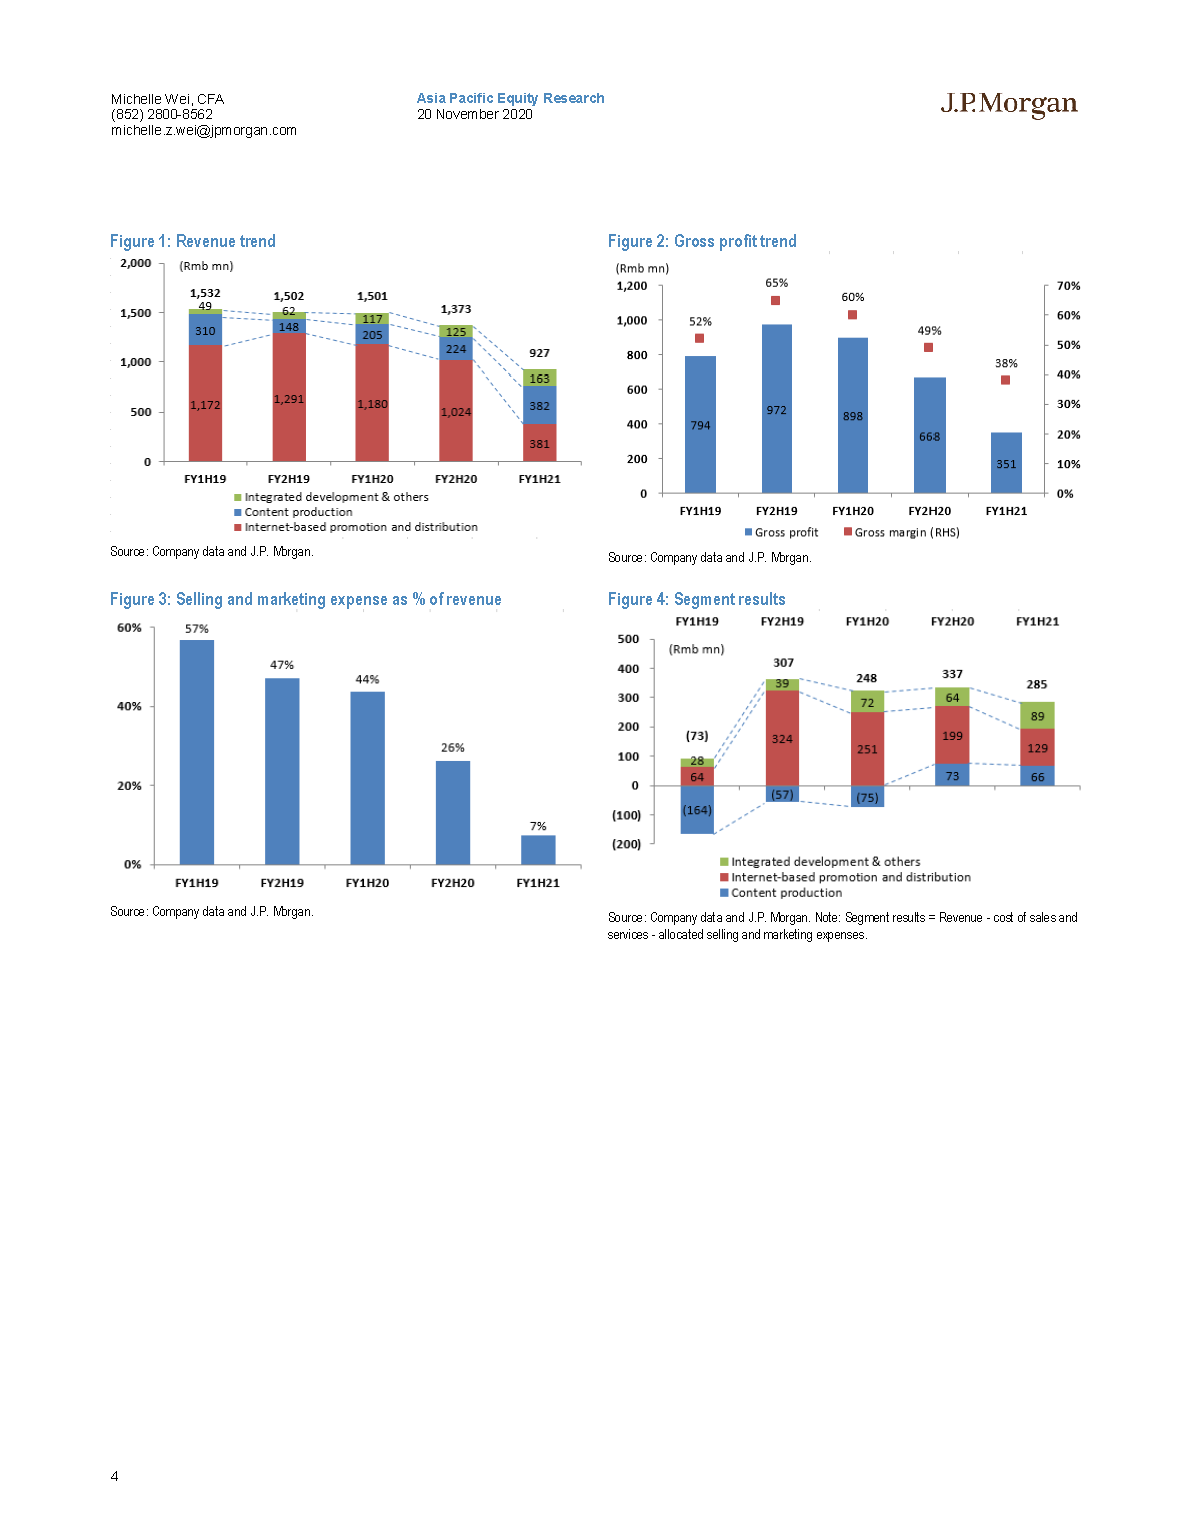 Michelle Wei, CFA
(852) 2800-8562
michelle.z.wei@jpmorgan.com
Asia Pacific Equity Research
20 November 2020
J.P.Morgan
Figure 1: Revenue trend
(Rmb mn)
2,000
1,500
1,000
500
0
1,532
1,502
1,501
1,373
927
49
62
117
125
163
310
148
205
224
382
1,172
1,291
1,180
1,024
381
FY1H19
FY2H19
FY1H20
FY2H20
FY1H21
Integrated development & others
Content production
Internet-based promotion and distribution
Source: Company data and J.P. Morgan.
Figure 2: Gross profit trend
(Rmb mn)
1,200
1,000
800
600
400
200
0
70%
60%
50%
40%
30%
20%
10%
0%
52%
65%
60%
49%
38%
794
972
898
668
351
FY1H19
FY2H19
FY1H20
FY2H20
FY1H21
Gross profit
Gross margin (RHS)
Source: Company data and J.P. Morgan.
Figure 3: Selling and marketing expense as % of revenue
60%
40%
20%
0%
57%
47%
44%
26%
7%
FY1H19
FY2H19
FY1H20
FY2H20
FY1H21
Source: Company data and J.P. Morgan.
Figure 4: Segment results
FY1H19
FY2H19
FY1H20
FY2H20
FY1H21
(Rmb mn)
500
400
300
200
100
0
(100)
(200)
(73)
307
248
337
285
28
39
72
64
89
64
324
251
199
129
(164)
(57)
(75)
73
66
Integrated development & others
Internet-based promotion and distribution
Content production
Source: Company data and J.P. Morgan. Note: Segment results = Revenue - cost of sales and
services - allocated selling and marketing expenses.
4